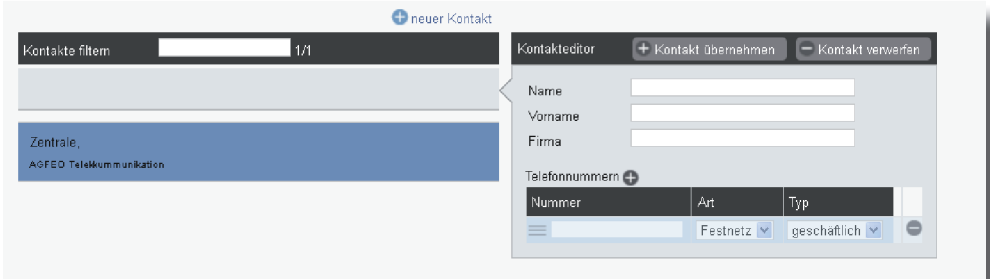 neuer Kontakt
Kontakte filtern 1/1
Zentrale,
AGFEO Telekkummunikation
Kontakteditor Kontakt übernehmen Kontakt verwerfen
Name
Vorname
Firma
Telefonnummern
Nummer Art Typ
Festnetz geschäftlich